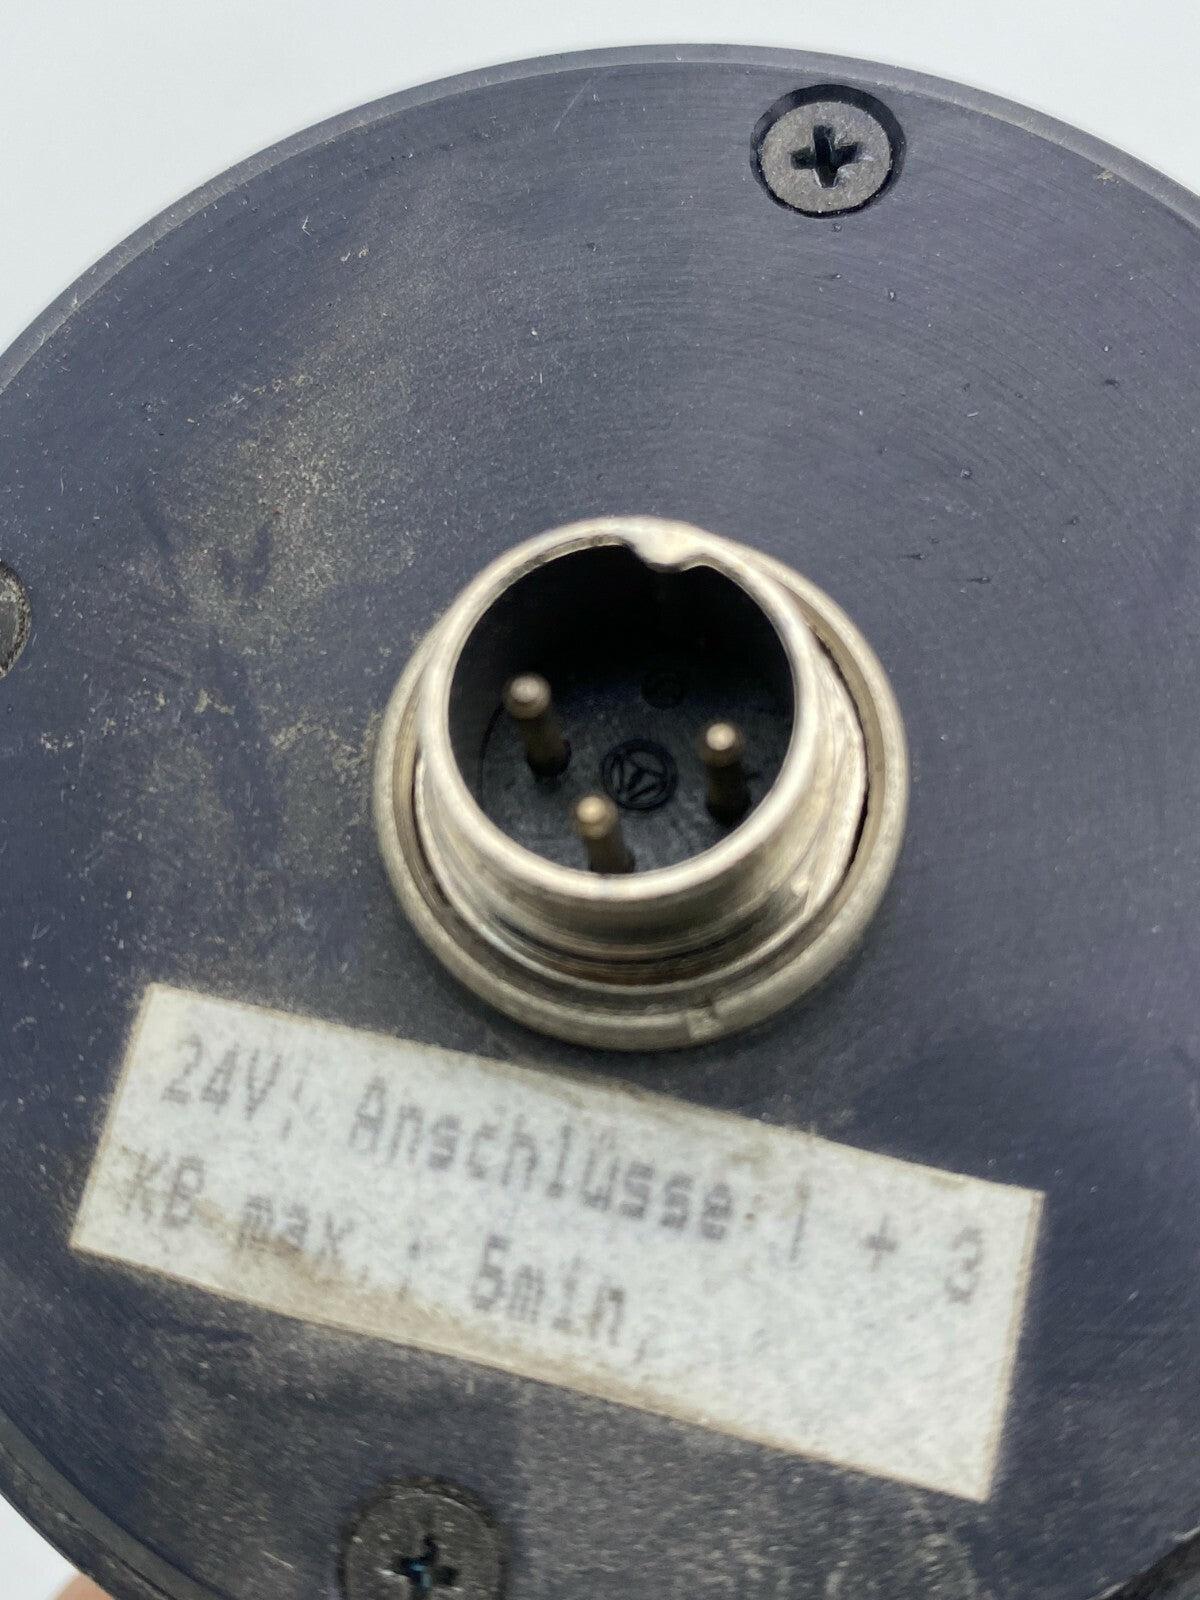 24V; Anschlüsse 1 + 3
KB max.: 5min.